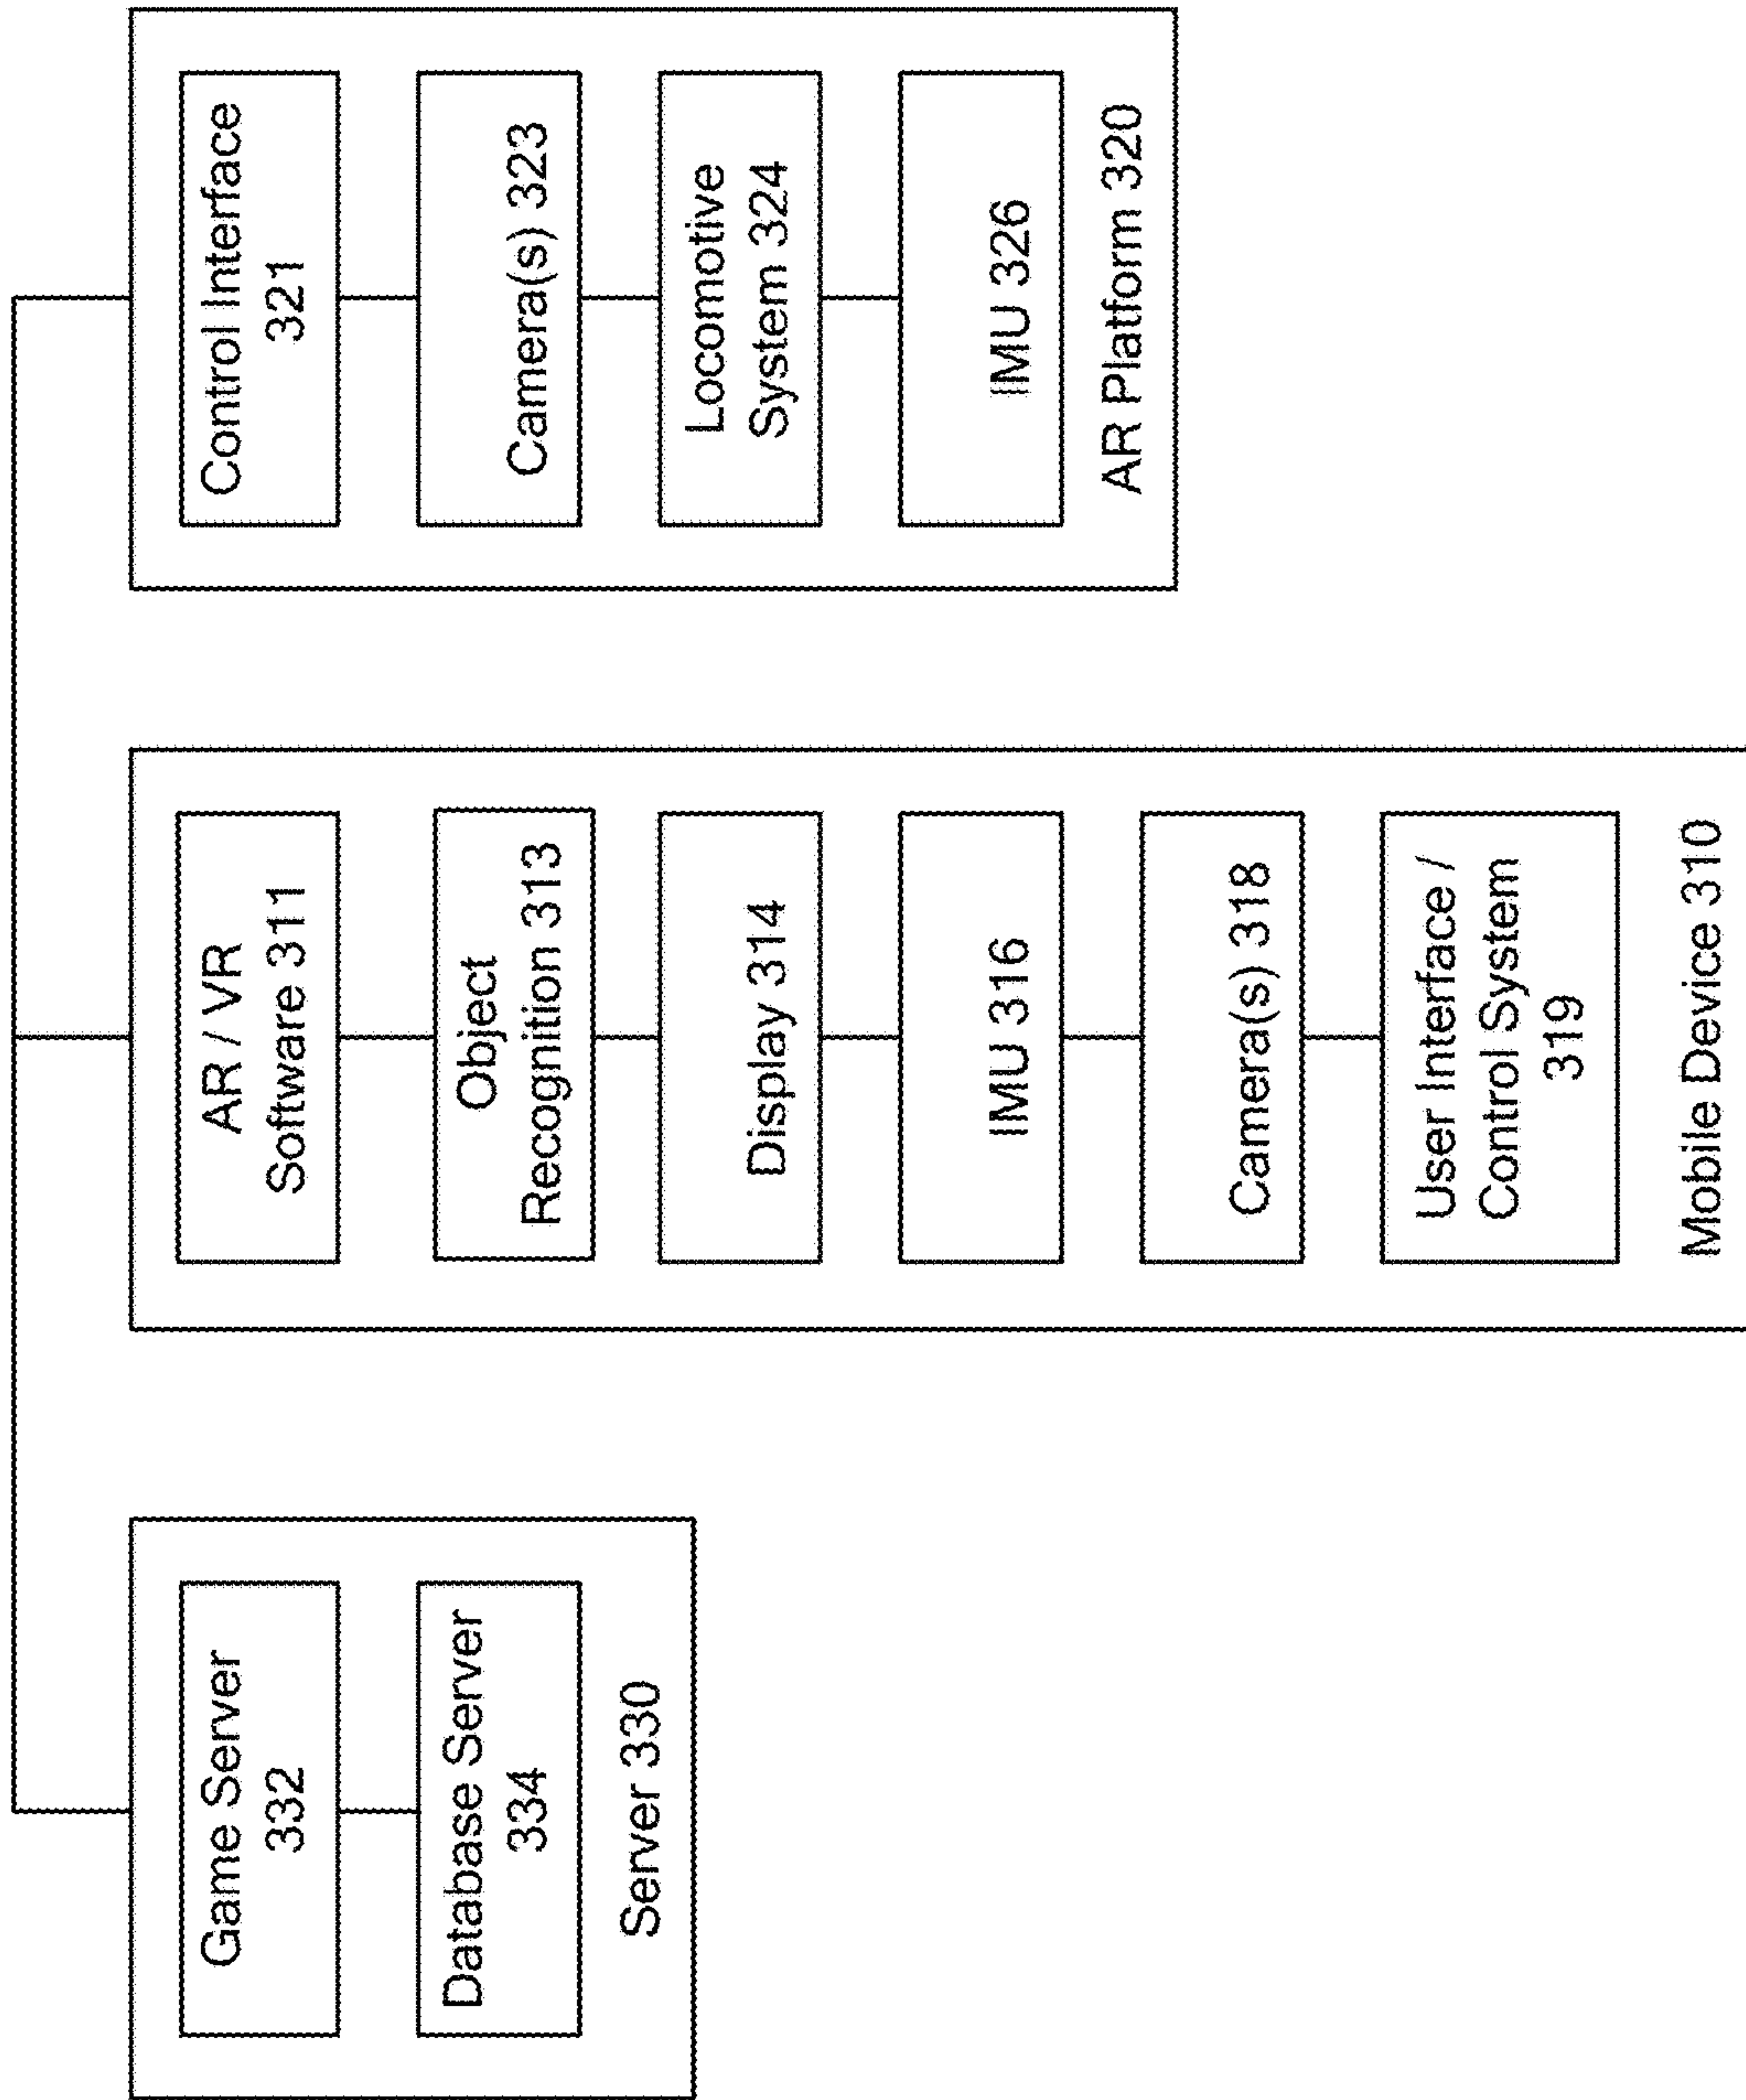 Game Server
332
Database Server
334
Server 330
AR / VR
Software 311
Object
Recognition 313
Display 314
IMU 316
Camera(s) 318
User Interface /
Control System
319
Mobile Device 310
Control Interface
321
Camera(s) 323
Locomotive
System 324
IMU 326
AR Platform 320